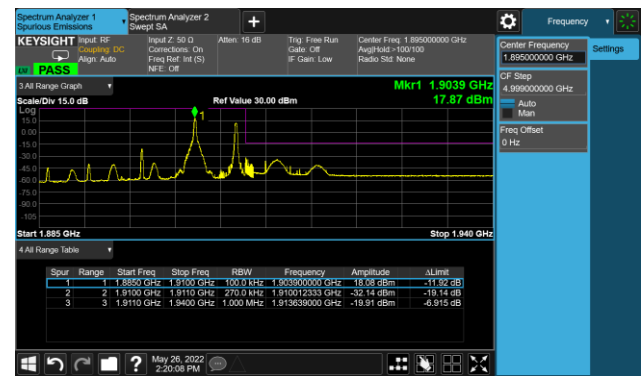 Spectrum Analyzer 1
Spurious Emissions
Spectrum Analyzer 2
Swept SA
+
Frequency
KEYSIGHT
Input: RF
Coupling: DC
Align: Auto
Input Z: 50 Ω
Corrections: On
Freq Ref: Int (S)
NFE: Off
Atten: 16 dB
Trig: Free Run
Gate: Off
IF Gain: Low
Center Freq: 1.895000000 GHz
Avg|Hold:>100/100
Radio Std: None
PASS
Center Frequency
1.895000000 GHz
Settings
CF Step
4.999000000 GHz
Auto
Man
Freq Offset
0 Hz
3 All Range Graph
Mkr1 1.9039 GHz
17.87 dBm
Scale/Div 15.0 dB
Ref Value 30.00 dBm
Log
1
15.0
0.00
-15.0
-30.0
-45.0
-60.0
-75.0
-90.0
-105
Start 1.885 GHz
Stop 1.940 GHz
4 All Range Table
Spur Range Start Freq Stop Freq RBW Frequency Amplitude ΔLimit
1 1 1.8850 GHz 1.9100 GHz 100.0 kHz 1.903900000 GHz 18.08 dBm -11.92 dB
2 2 1.9100 GHz 1.9110 GHz 270.0 kHz 1.910012333 GHz -32.14 dBm -19.14 dB
3 3 1.9110 GHz 1.9400 GHz 1.000 MHz 1.913639000 GHz -19.91 dBm -6.915 dB
?
May 26, 2022
2:20:08 PM